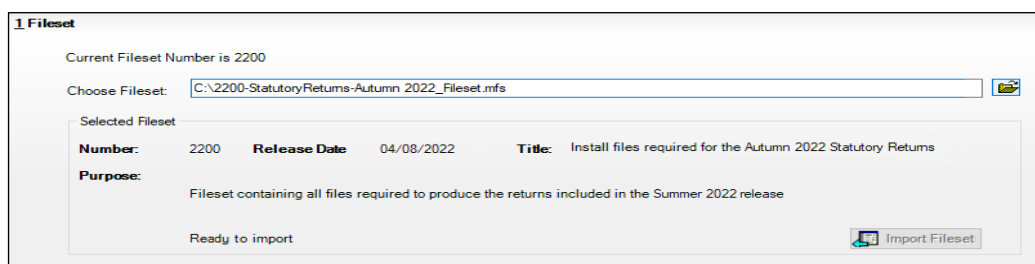 1 Fileset
Current Fileset Number is 2200
Choose Fileset: C:\2200-StatutoryReturns-Autumn 2022_Fileset.mfs
Selected Fileset
Number: 2200 Release Date 04/08/2022 Title: Install files required for the Autumn 2022 Statutory Returns
Purpose:
Fileset containing all files required to produce the returns included in the Summer 2022 release
Ready to import Import Fileset